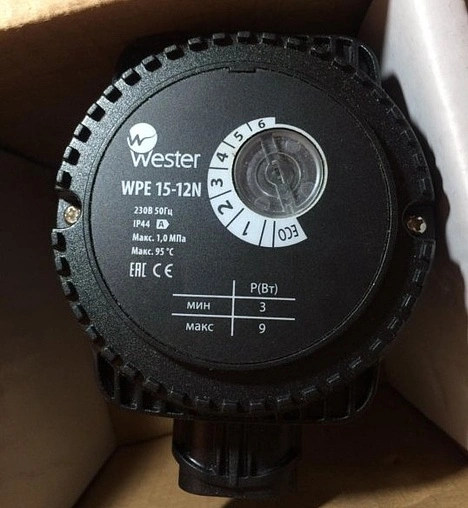 Wester
WPE 15-12N
230В 50Гц
IP44 A
Макс. 1,0 МПа
Макс. 95 °C
EAC CE
ECO 1 2 3 4 5 6
P(Вт)
мин 3
макс 9